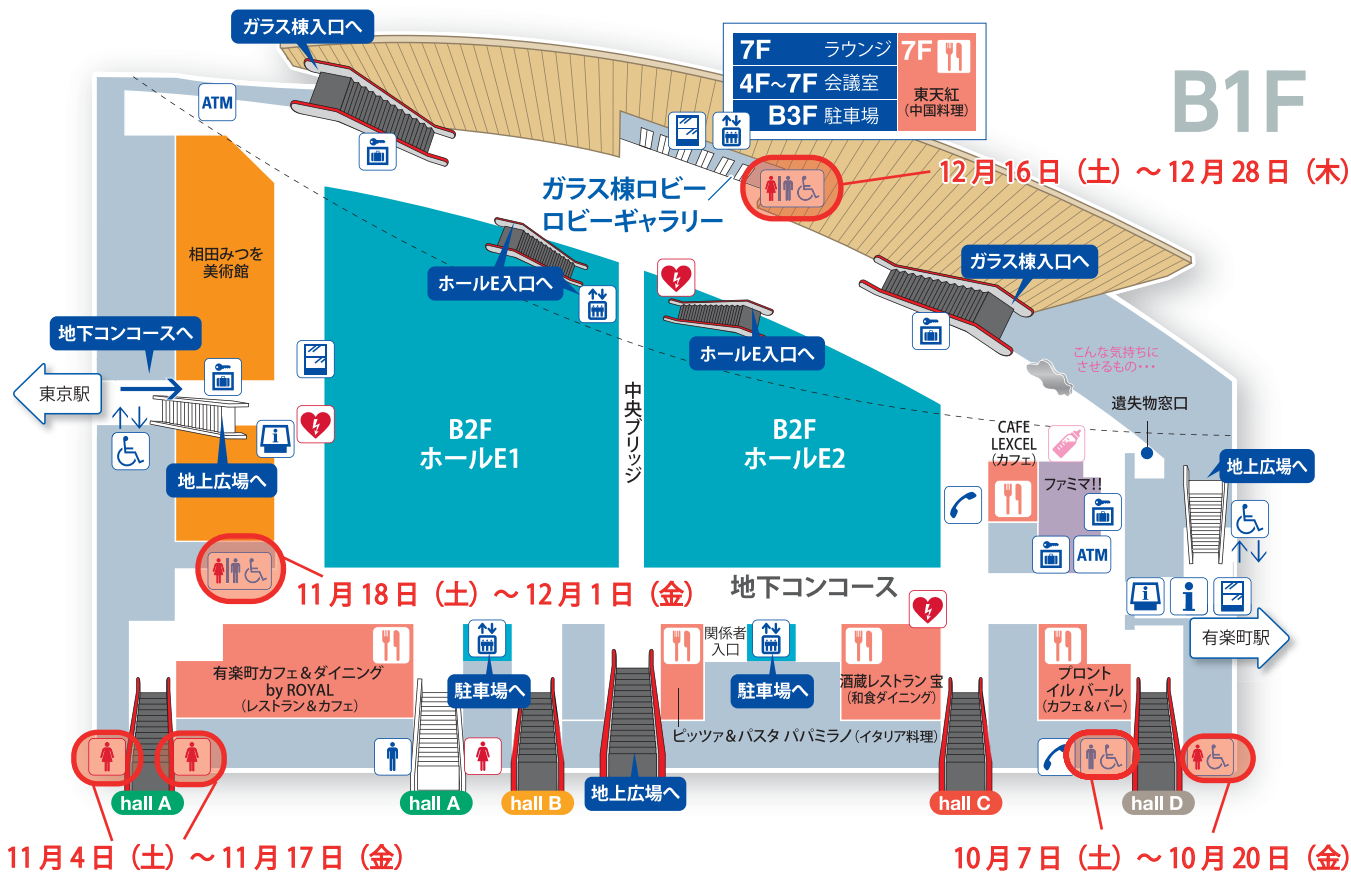 ガラス棟入口へ
7F ラウンジ
4F～7F 会議室
B3F 駐車場
7F
東天紅
(中国料理)
B1F
ATM
12月16日（土）～12月28日（木）
ガラス棟ロビー
ロビーギャラリー
相田みつを
美術館
ホールE入口へ
ガラス棟入口へ
地下コンコースへ
ホールE入口へ
こんな気持ちに
させるもの・・・
東京駅
遺失物窓口
中央ブリッジ
B2F
ホールE1
B2F
ホールE2
CAFE
LEXCEL
(カフェ)
地上広場へ
ファミマ!!
地上広場へ
ATM
11月18日（土）～12月1日（金）
地下コンコース
有楽町駅
関係者
入口
有楽町カフェ＆ダイニング
by ROYAL
(レストラン＆カフェ)
駐車場へ
駐車場へ
酒蔵レストラン 宝
(和食ダイニング)
プロント
イル バール
(カフェ＆バー)
ピッツァ＆パスタ パパミラノ(イタリア料理)
地上広場へ
hall A
hall A
hall B
hall C
hall D
11月4日（土）～11月17日（金）
10月7日（土）～10月20日（金）